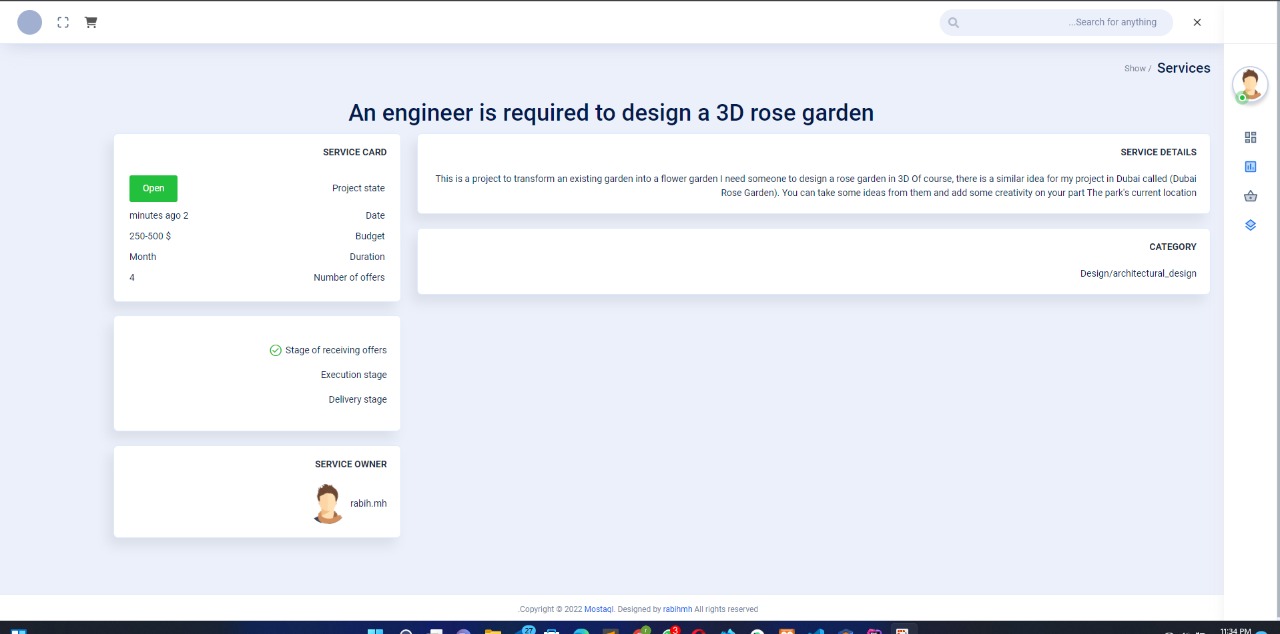 ...Search for anything
Services
Show /
An engineer is required to design a 3D rose garden
SERVICE DETAILS
This is a project to transform an existing garden into a flower garden I need someone to design a rose garden in 3D Of course, there is a similar idea for my project in Dubai called (Dubai
Rose Garden). You can take some ideas from them and add some creativity on your part The park's current location
CATEGORY
Design/architectural_design
SERVICE CARD
Project state Open
Date minutes ago 2
Budget 250-500 $
Duration Month
Number of offers 4
Stage of receiving offers
Execution stage
Delivery stage
SERVICE OWNER
rabih.mh
.Copyright © 2022 Mostaql. Designed by rabihmh All rights reserved
27
3
11:34 PM